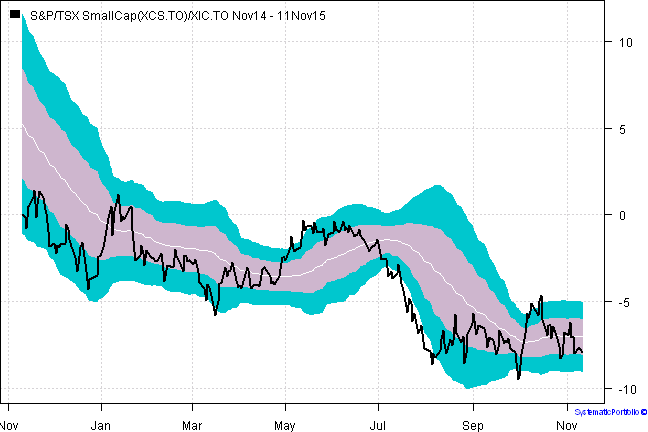 S&P/TSX SmallCap(XCS.TO)/XIC.TO Nov14 - 11Nov15
10
5
0
-5
-10
SystematicPortfolio ©
Nov Jan Mar May Jul Sep Nov